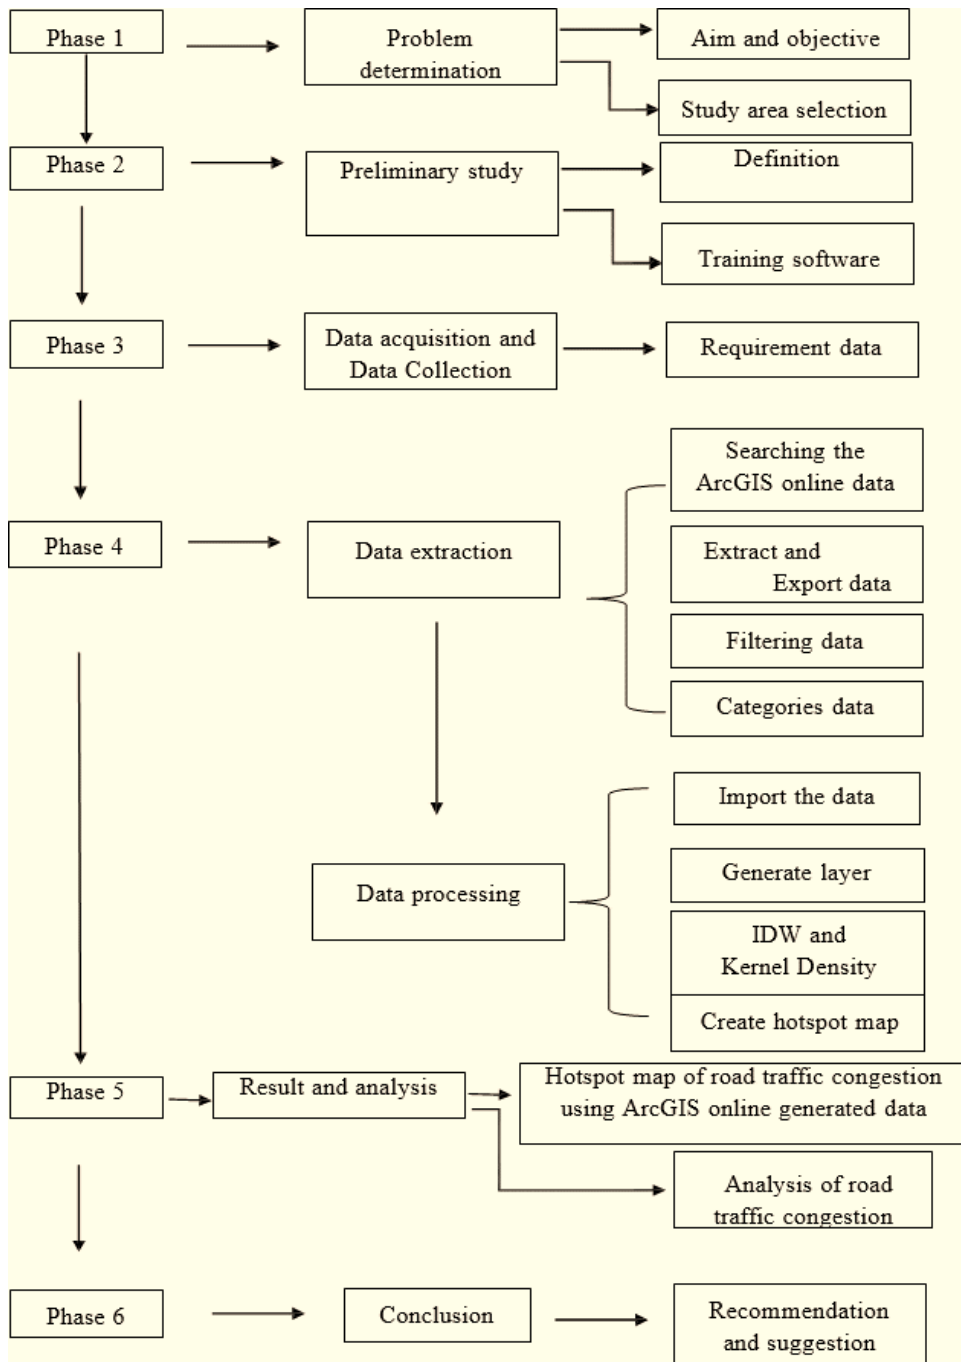 Phase 1
Problem
determination
Aim and objective
Study area selection
Phase 2
Preliminary study
Definition
Training software
Phase 3
Data acquisition and
Data Collection
Requirement data
Phase 4
Data extraction
Searching the
ArcGIS online data
Extract and
Export data
Filtering data
Categories data
Data processing
Import the data
Generate layer
IDW and
Kernel Density
Create hotspot map
Phase 5
Result and analysis
Hotspot map of road traffic congestion
using ArcGIS online generated data
Analysis of road
traffic congestion
Phase 6
Conclusion
Recommendation
and suggestion